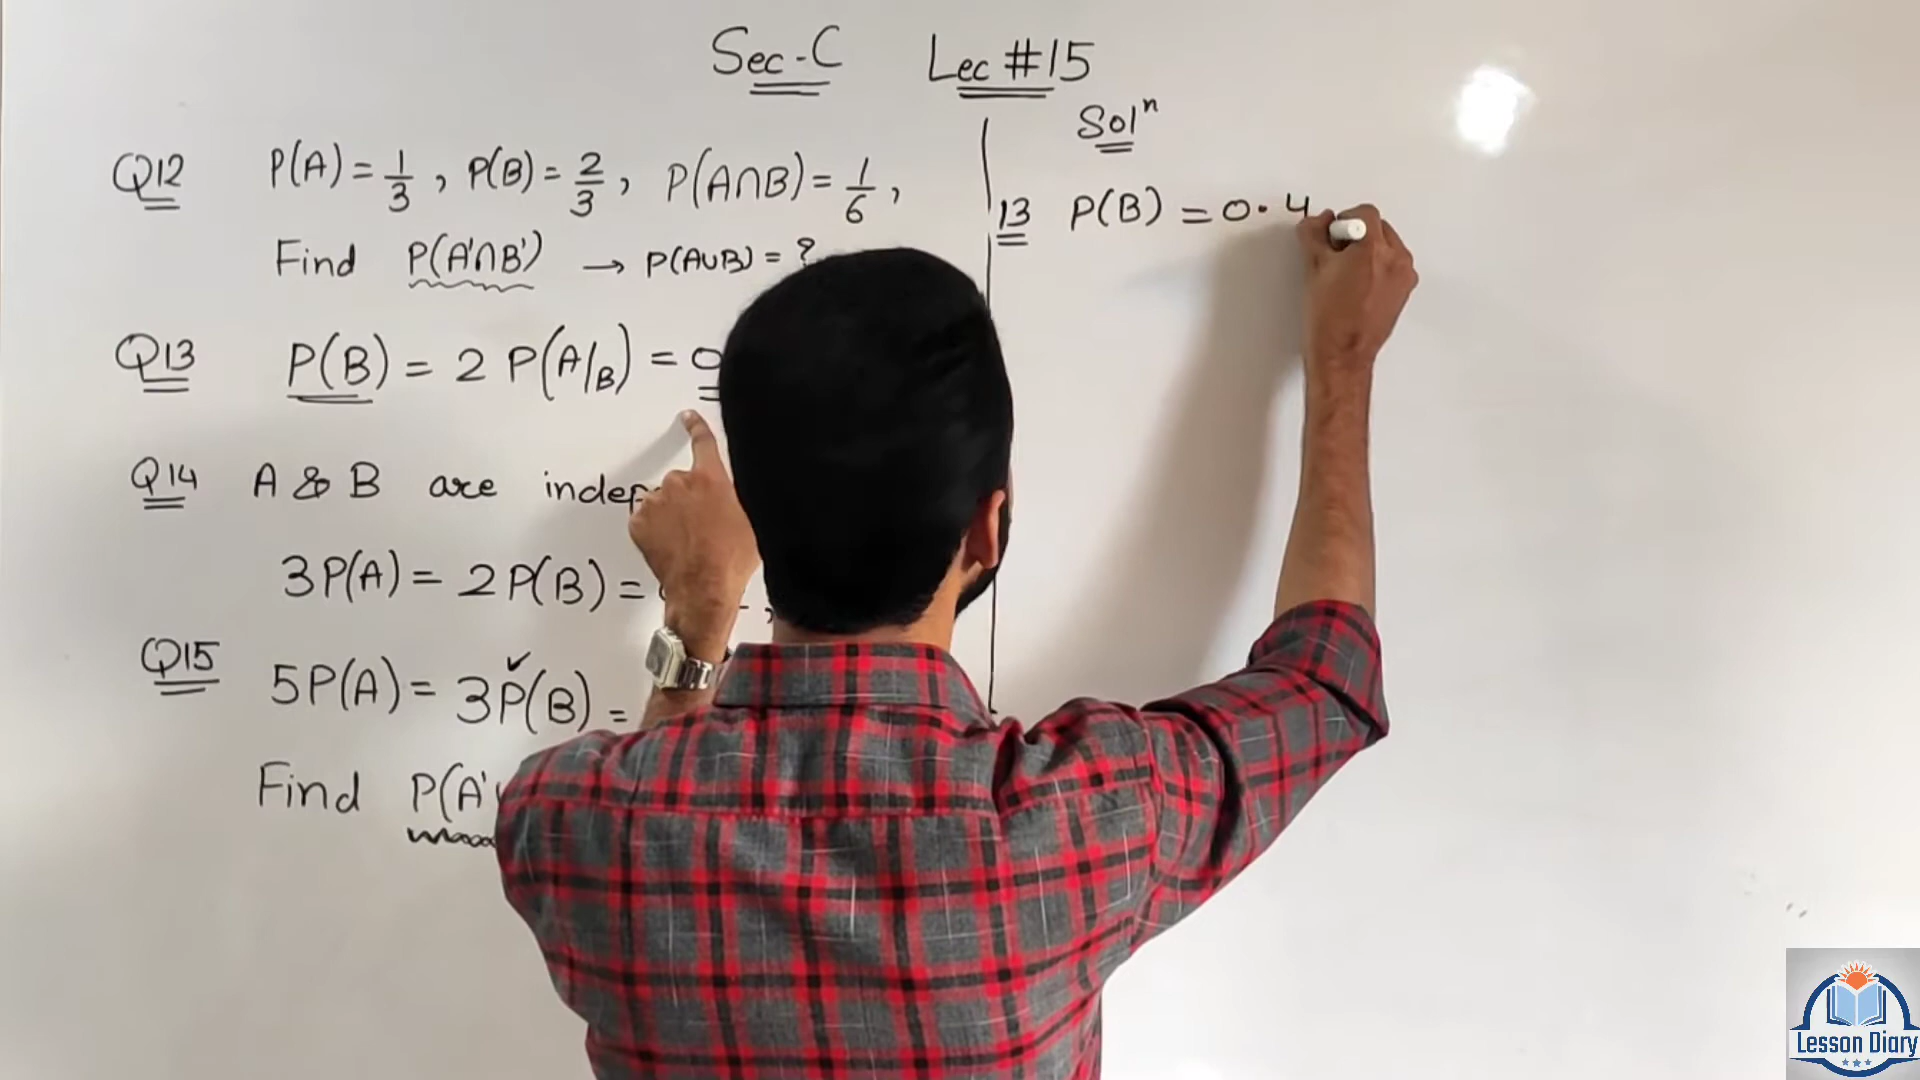 Sec-C Lec #15
Q12 P(A) = 1/3 , P(B) = 2/3 , P(A∩B) = 1/6 ,
Find P(A'∩B') → P(A∪B) = ?
Q13 P(B) = 2 P(A/B) =
Q14 A & B are
3P(A) = 2P(B) =
Q15 5P(A) = 3P(B) =
Find P(A'
Solⁿ
13 P(B) = 0.4
Lesson Diary